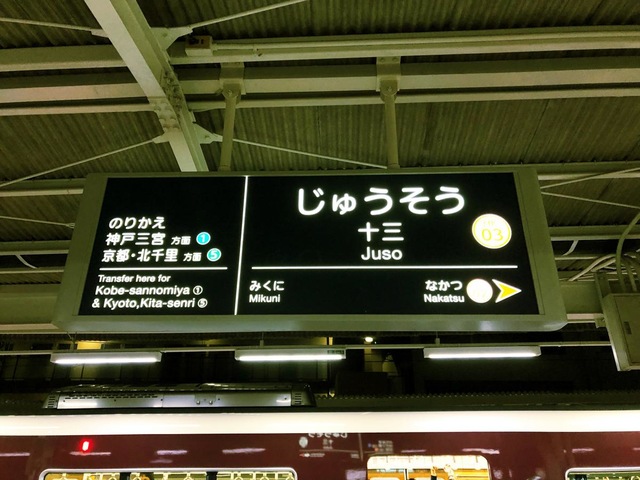 のりかえ
神戸三宮 方面 1
京都・北千里 方面 5
Transfer here for
Kobe-sannomiya ①
& Kyoto,Kita-senri ⑤
じゅうそう
十三
Juso
03
みくに
Mikuni
なかつ
Nakatsu